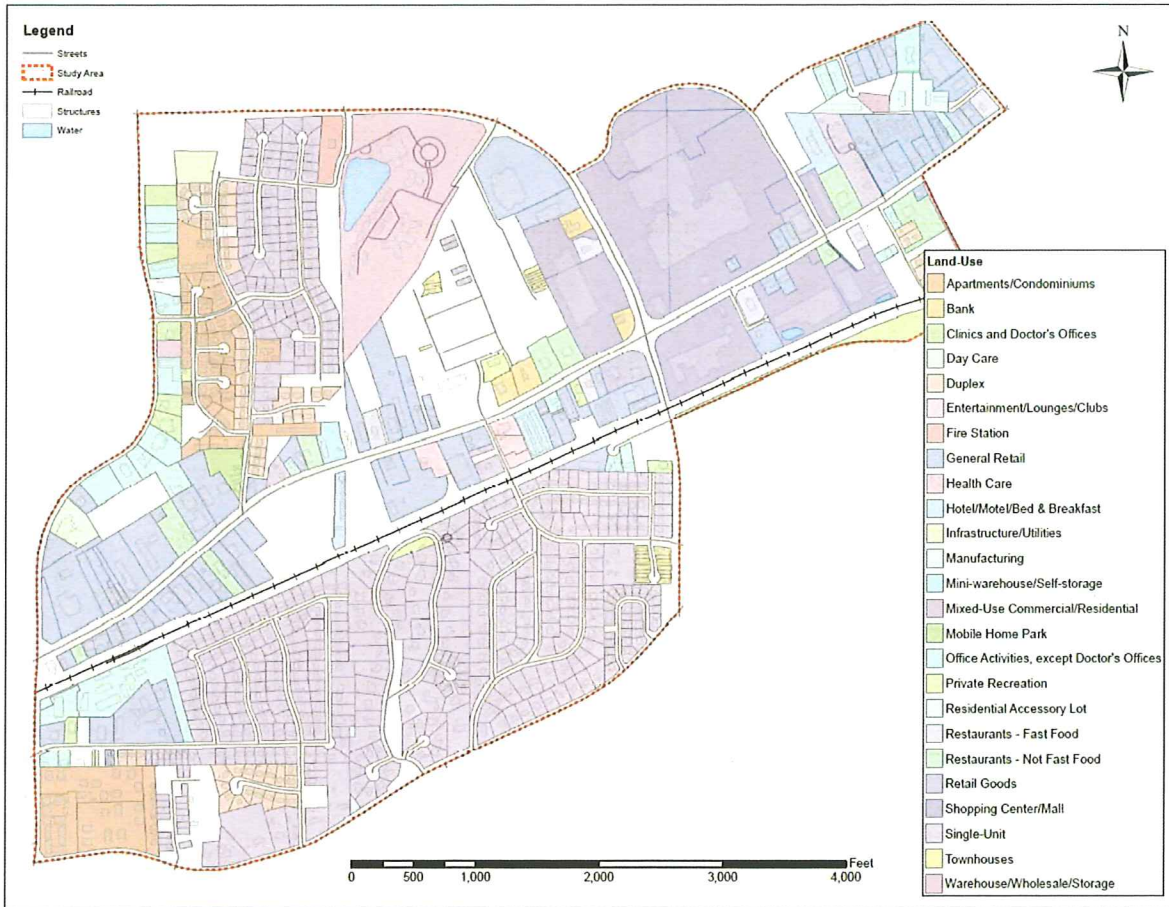 Legend
Streets
Study Area
Railroad
Structures
Water
N
Land-Use
Apartments/Condominiums
Bank
Clinics and Doctor's Offices
Day Care
Duplex
Entertainment/Lounges/Clubs
Fire Station
General Retail
Health Care
Hotel/Motel/Bed & Breakfast
Infrastructure/Utilities
Manufacturing
Mini-warehouse/Self-storage
Mixed-Use Commercial/Residential
Mobile Home Park
Office Activities, except Doctor's Offices
Private Recreation
Residential Accessory Lot
Restaurants - Fast Food
Restaurants - Not Fast Food
Retail Goods
Shopping Center/Mall
Single-Unit
Townhouses
Warehouse/Wholesale/Storage
Feet
0 500 1,000 2,000 3,000 4,000